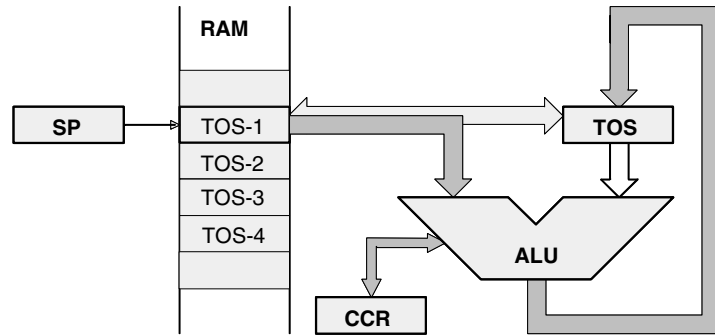 RAM
SP
TOS-1
TOS
TOS-2
TOS-3
TOS-4
ALU
CCR